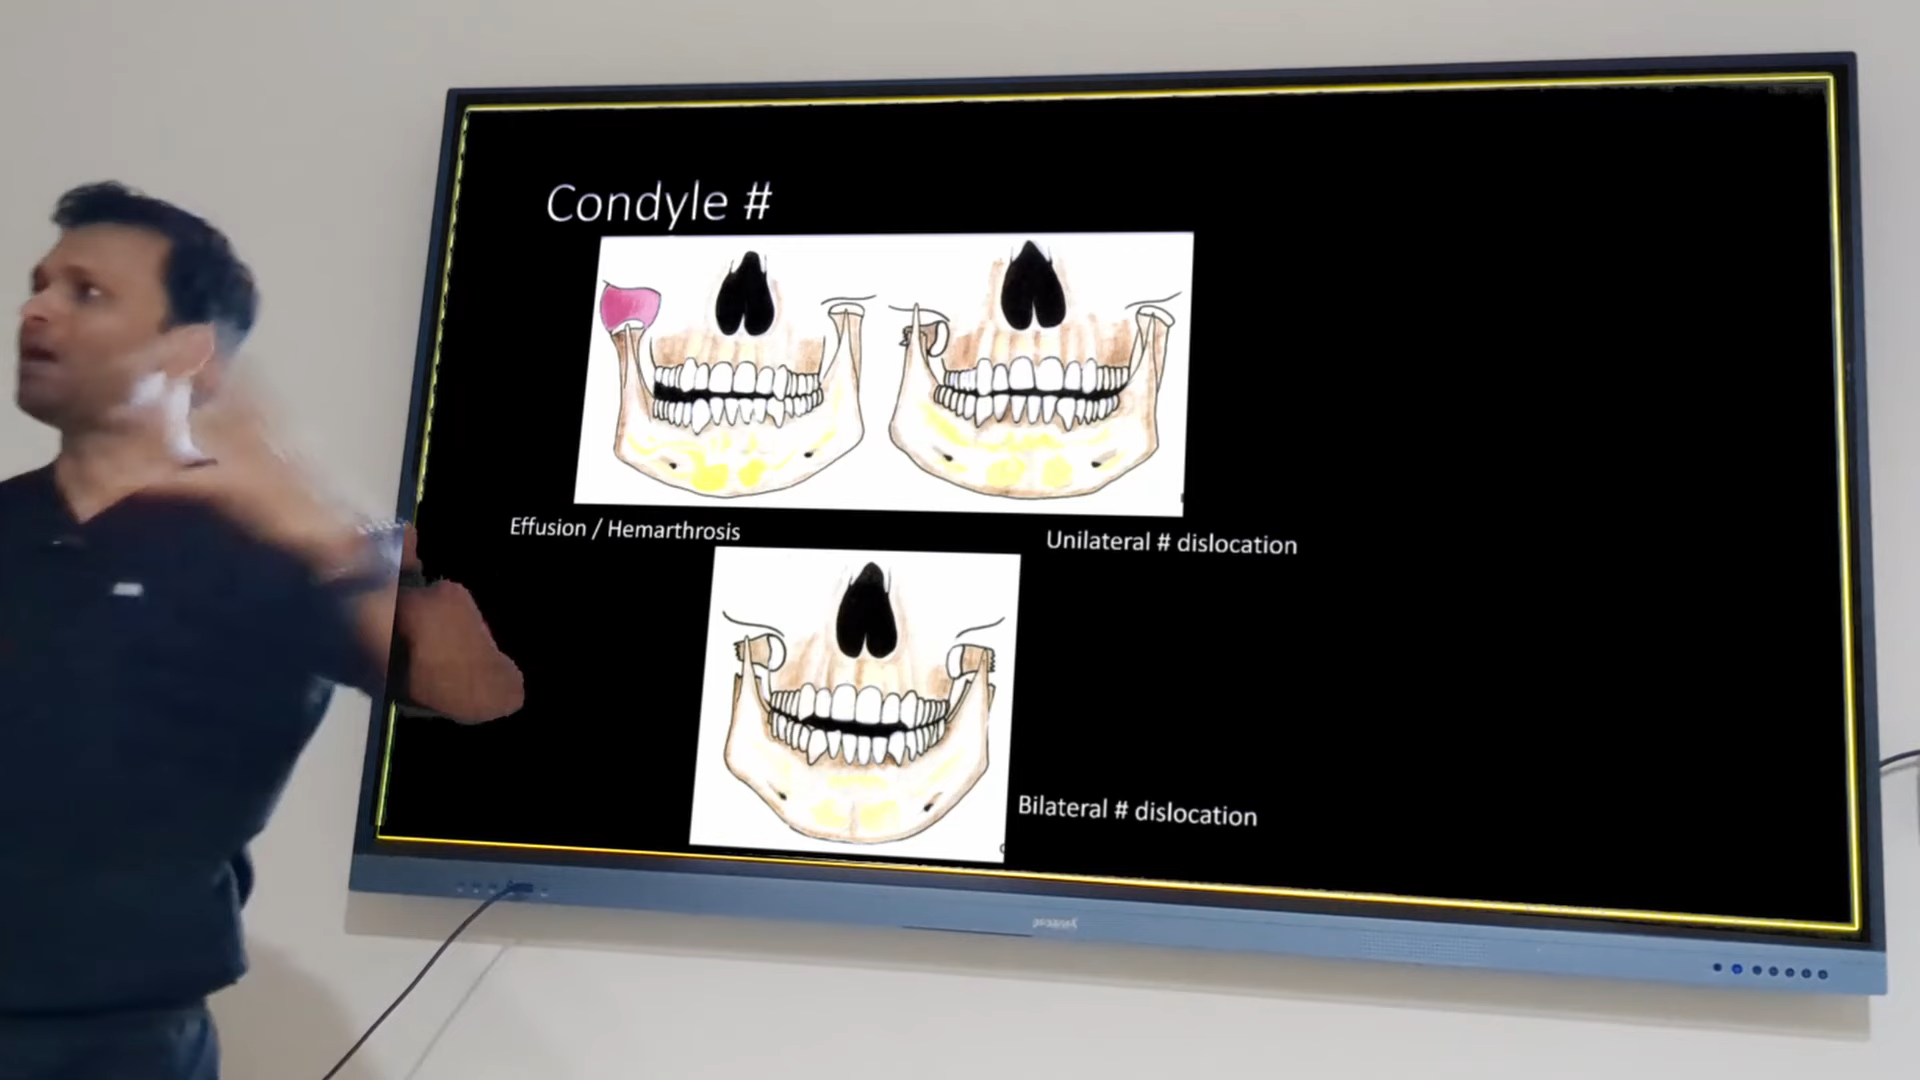 Condyle #
Effusion / Hemarthrosis
Unilateral # dislocation
Bilateral # dislocation